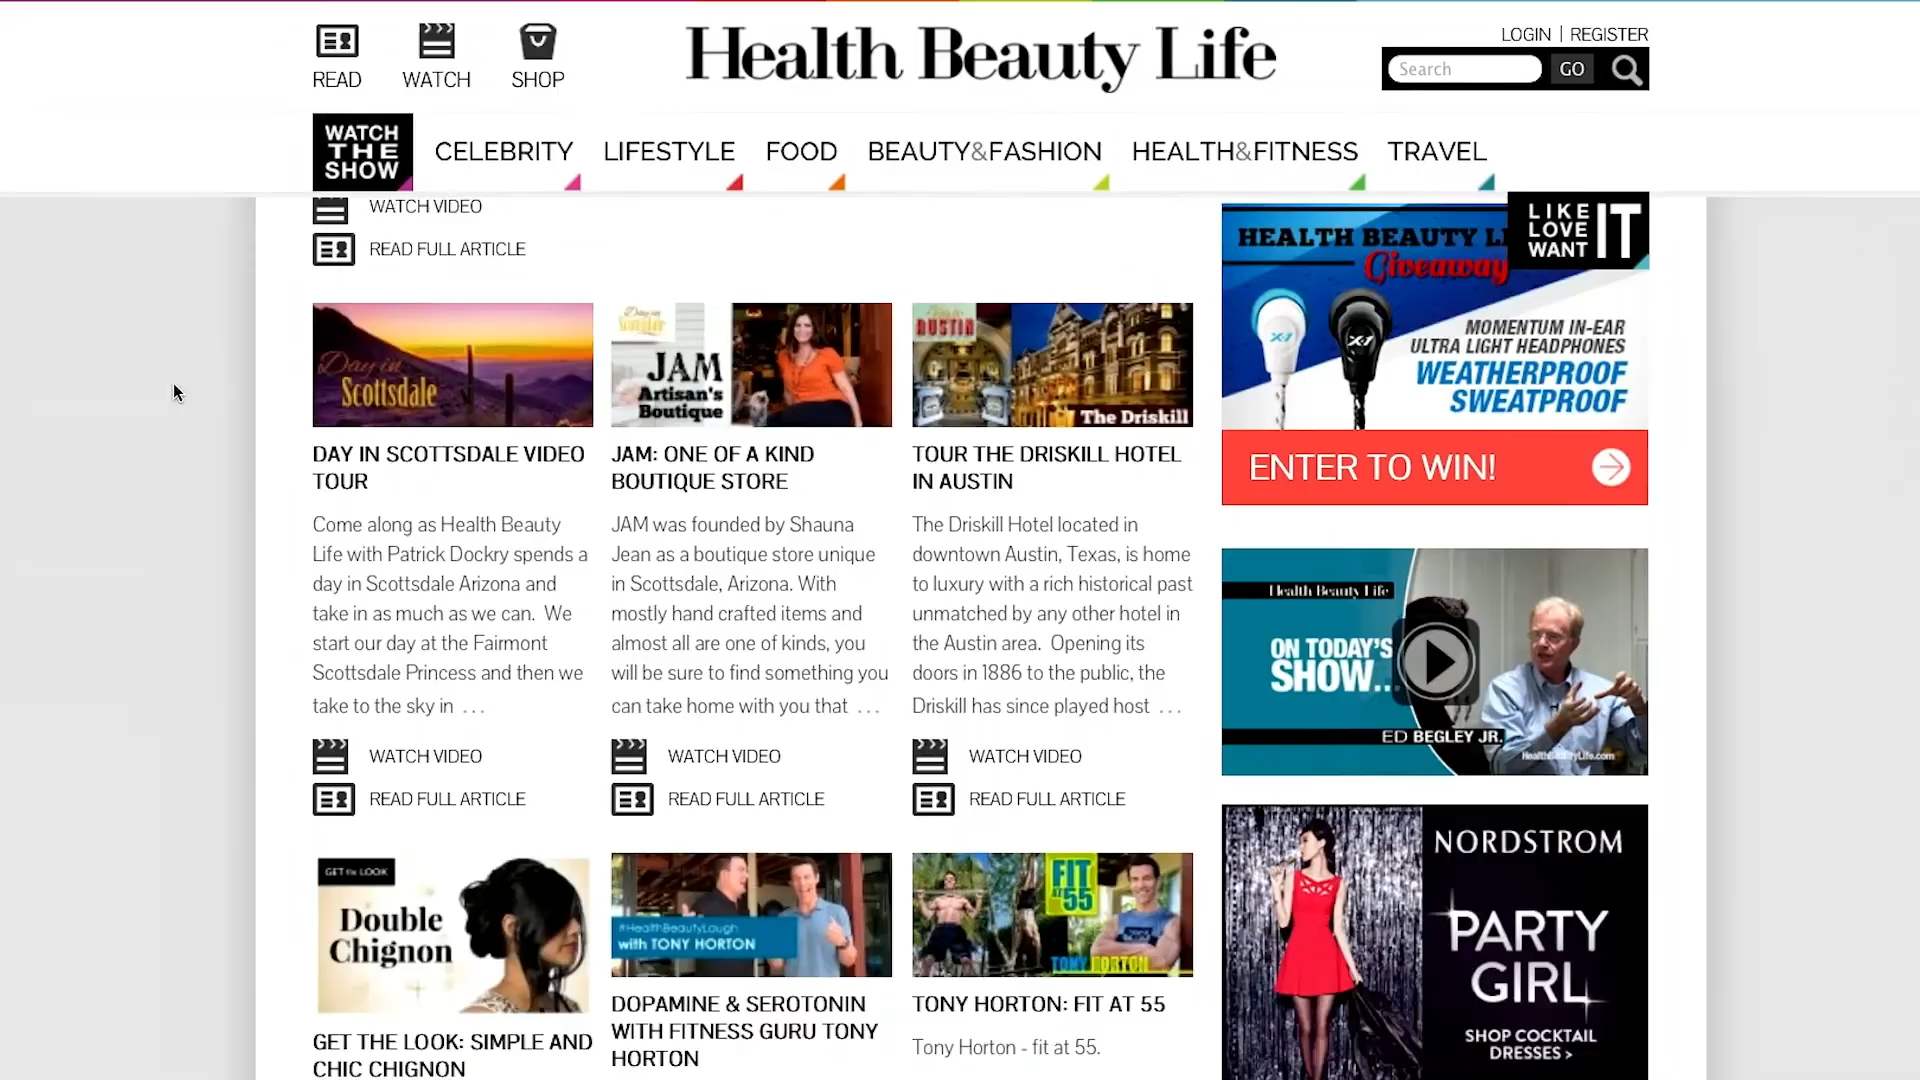 READ
WATCH
SHOP
Health Beauty Life
LOGIN | REGISTER
Search
GO
WATCH
THE
SHOW
CELEBRITY
LIFESTYLE
FOOD
BEAUTY&FASHION
HEALTH&FITNESS
TRAVEL
WATCH VIDEO
READ FULL ARTICLE
LIKE
LOVE
WANT
IT
HEALTH BEAUTY LI
Giveaway
X-1
X-1
MOMENTUM IN-EAR
ULTRA LIGHT HEADPHONES
WEATHERPROOF
SWEATPROOF
ENTER TO WIN!
Day in
Scottsdale
DAY IN SCOTTSDALE VIDEO
TOUR
Come along as Health Beauty
Life with Patrick Dockry spends a
day in Scottsdale Arizona and
take in as much as we can. We
start our day at the Fairmont
Scottsdale Princess and then we
take to the sky in ...
WATCH VIDEO
READ FULL ARTICLE
Day in
Scottsdale
JAM
Artisan's
Boutique
JAM: ONE OF A KIND
BOUTIQUE STORE
JAM was founded by Shauna
Jean as a boutique store unique
in Scottsdale, Arizona. With
mostly hand crafted items and
almost all are one of kinds, you
will be sure to find something you
can take home with you that ...
WATCH VIDEO
READ FULL ARTICLE
AUSTIN
The Driskill
TOUR THE DRISKILL HOTEL
IN AUSTIN
The Driskill Hotel located in
downtown Austin, Texas, is home
to luxury with a rich historical past
unmatched by any other hotel in
the Austin area. Opening its
doors in 1886 to the public, the
Driskill has since played host ...
WATCH VIDEO
READ FULL ARTICLE
Health Beauty Life
ON TODAY'S
SHOW...
ED BEGLEY JR.
HealthBeautyLife.com
GET THE LOOK
Double
Chignon
GET THE LOOK: SIMPLE AND
CHIC CHIGNON
#HealthBeautyLaugh
with TONY HORTON
DOPAMINE & SEROTONIN
WITH FITNESS GURU TONY
HORTON
FIT
AT 55
TONY HORTON
TONY HORTON: FIT AT 55
Tony Horton - fit at 55.
NORDSTROM
PARTY
GIRL
SHOP COCKTAIL
DRESSES >